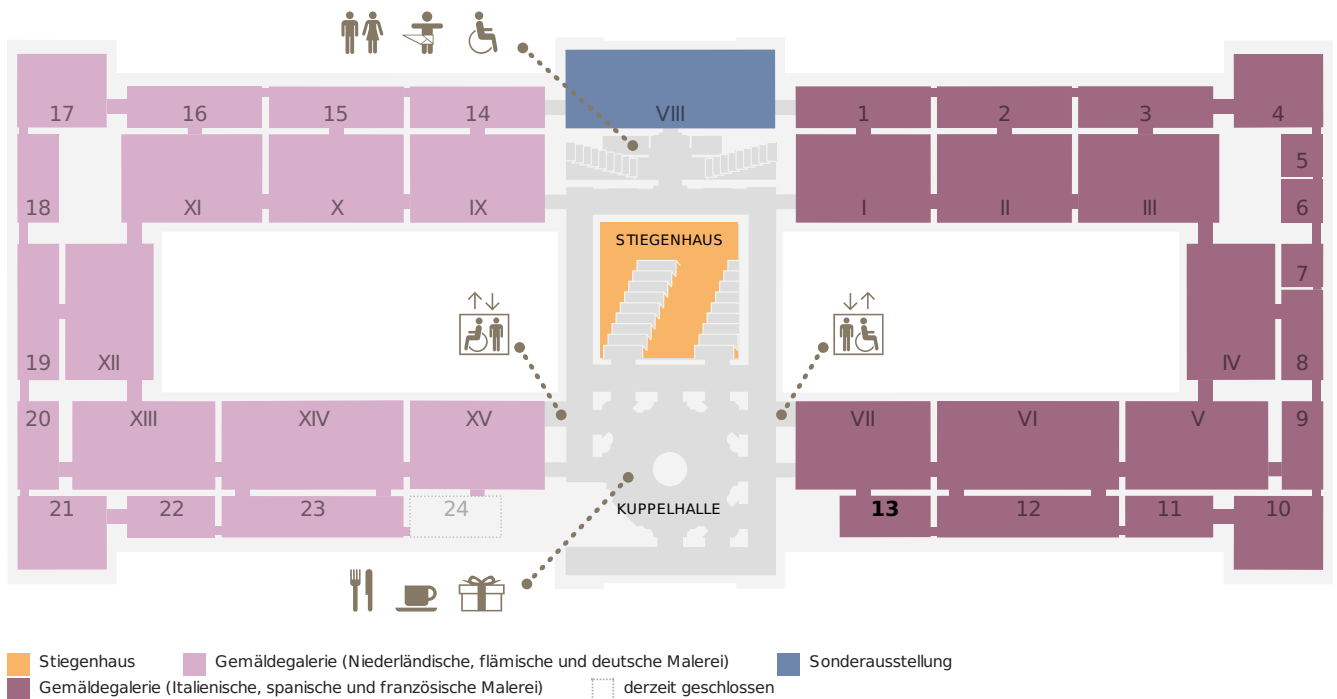 17
16
15
14
VIII
1
2
3
4
5
18
XI
X
IX
I
II
III
6
STIEGENHAUS
7
19
XII
IV
8
20
XIII
XIV
XV
VII
VI
V
9
21
22
23
24
KUPPELHALLE
13
12
11
10
Stiegenhaus
Gemäldegalerie (Niederländische, flämische und deutsche Malerei)
Sonderausstellung
Gemäldegalerie (Italienische, spanische und französische Malerei)
derzeit geschlossen